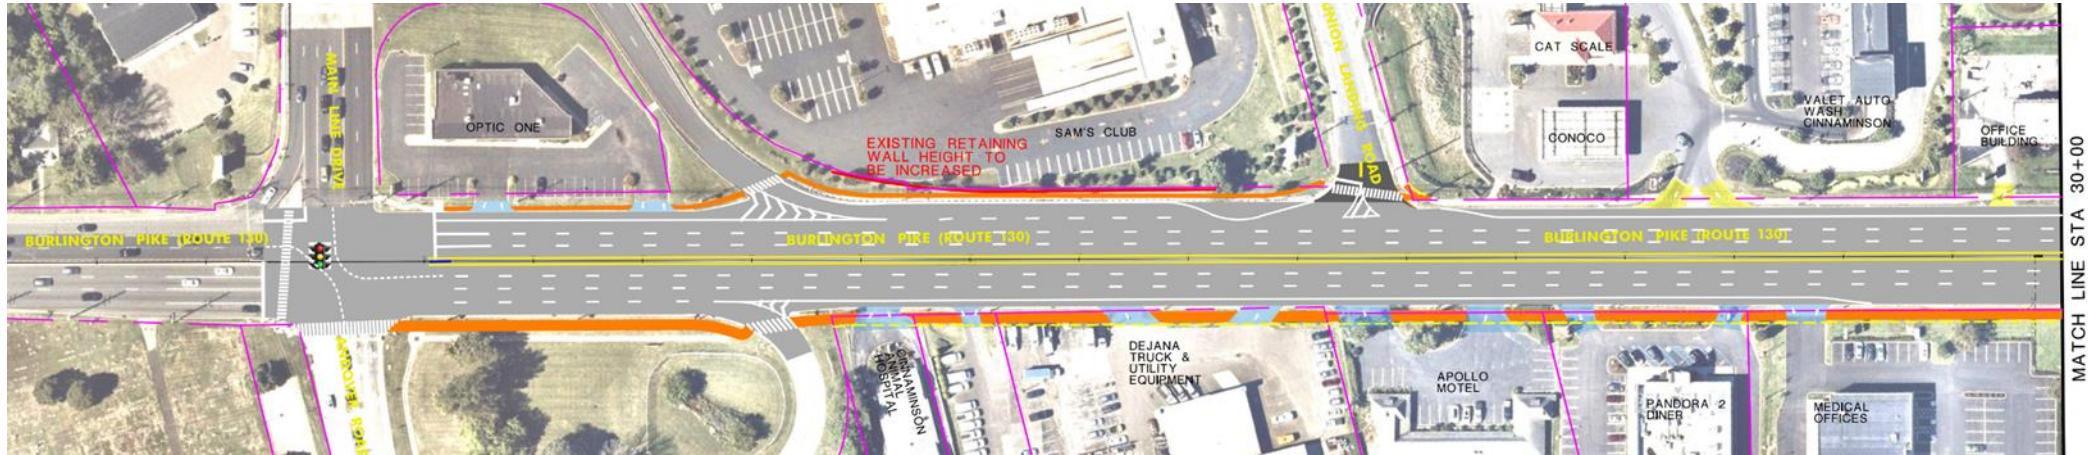 MAIN LINE DRIVE
OPTIC ONE
EXISTING RETAINING
WALL HEIGHT TO
BE INCREASED
SAM'S CLUB
UNION LANDING ROAD
CAT SCALE
CONOCO
VALET AUTO
WASH
CINNAMINSON
OFFICE
BUILDING
BURLINGTON PIKE (ROUTE 130)
BURLINGTON PIKE (ROUTE 130)
BURLINGTON PIKE (ROUTE 130)
MATCH LINE STA 30+00
CINNAMINSON
ANIMAL
HOSPITAL
DEJANA
TRUCK &
UTILITY
EQUIPMENT
APOLLO
MOTEL
PANDORA 2
DINER
MEDICAL
OFFICES